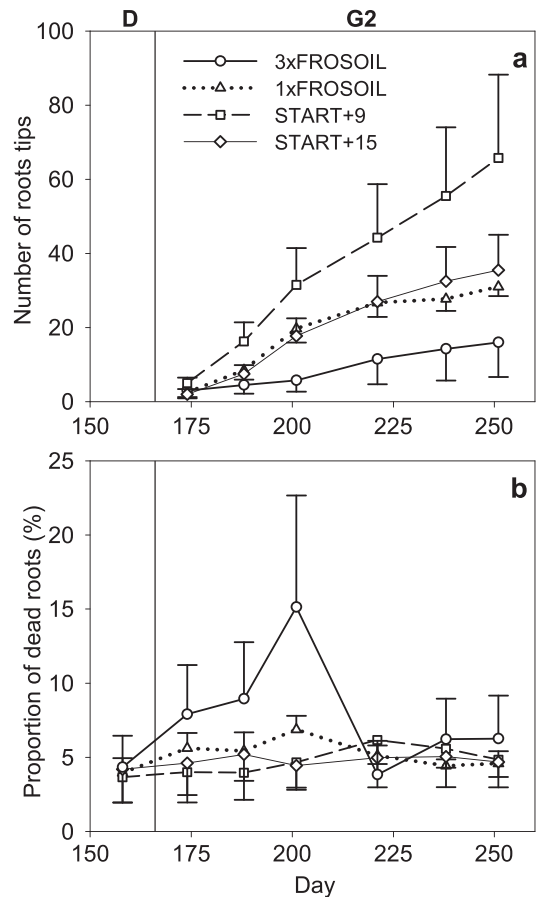 D G2
100
80
60
40
20
0
Number of roots tips
a
3xFROSOIL
1xFROSOIL
START+9
START+15
150 175 200 225 250
25
20
15
10
5
0
Proportion of dead roots (%)
b
150 175 200 225 250
Day